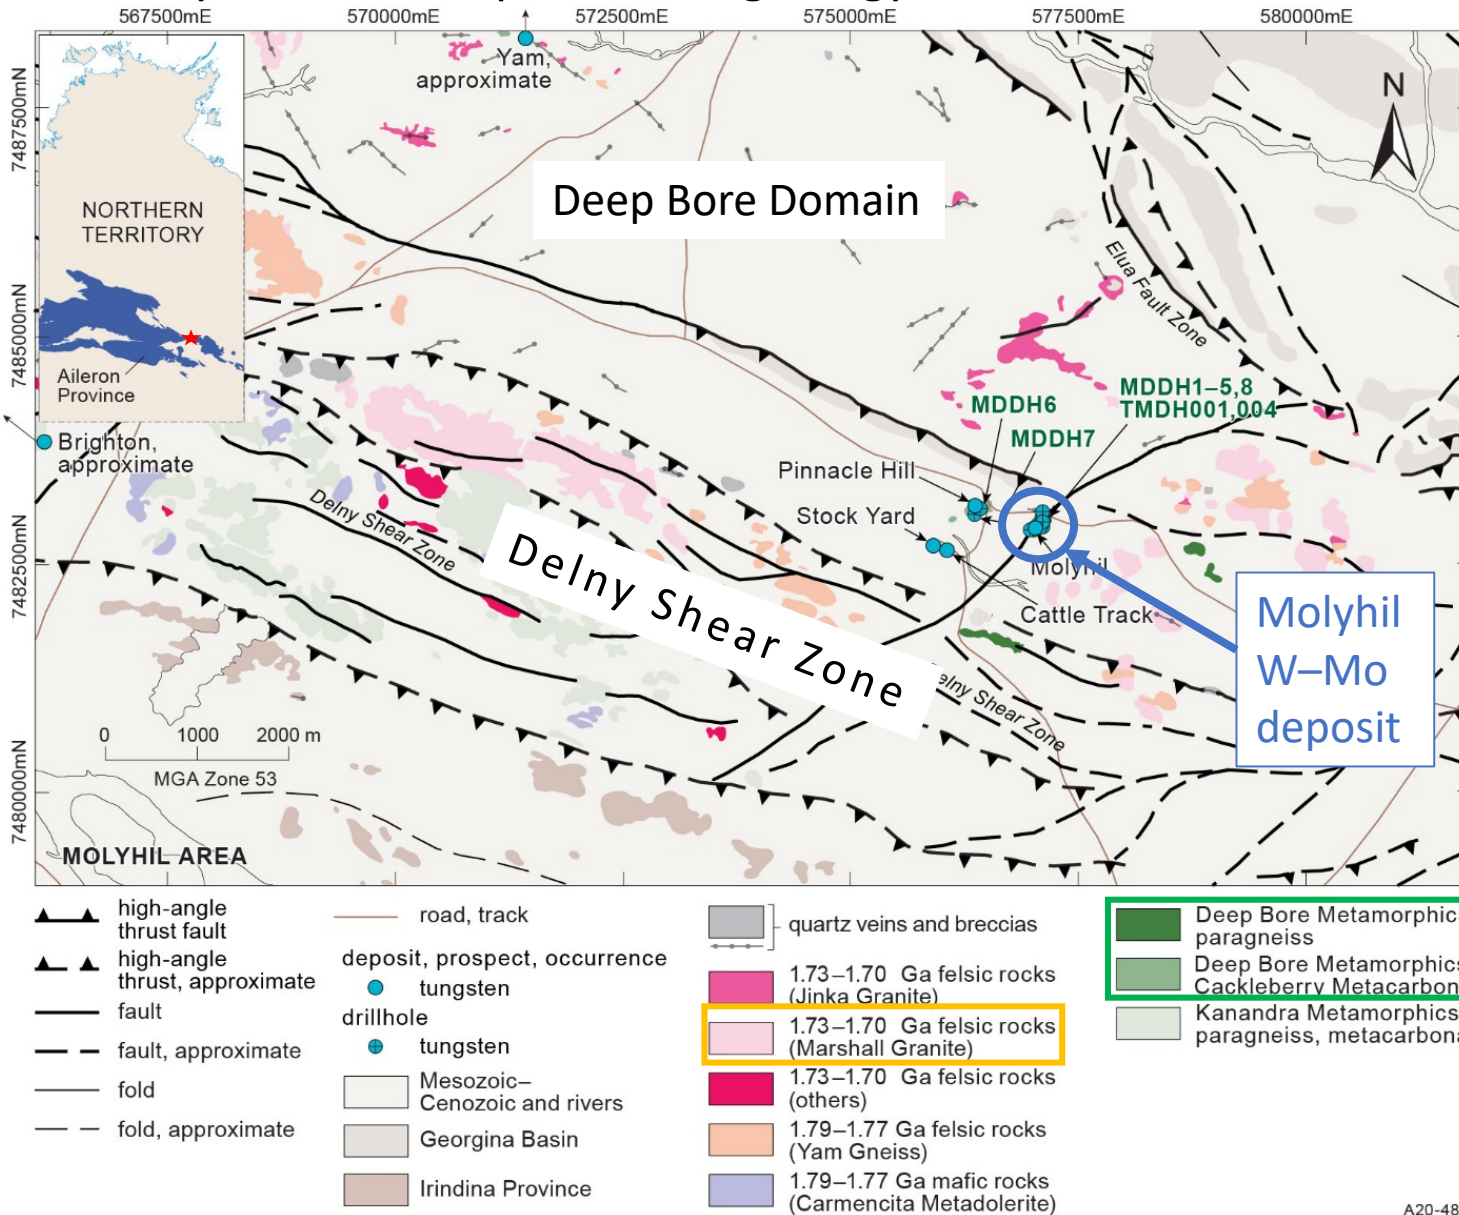 567500mE
570000mE
572500mE
575000mE
577500mE
580000mE
7487500mN
7485000mN
7482500mN
7480000mN
NORTHERN
TERRITORY
Aileron
Province
Yam,
approximate
N
Deep Bore Domain
Elua Fault Zone
MDDH6
MDDH7
MDDH1–5,8
TMDH001,004
Brighton,
approximate
Pinnacle Hill
Stock Yard
Molyhil
Cattle Track
Delny Shear Zone
Delny Shear Zone
elny Shear Zone
Molyhil
W–Mo
deposit
0 1000 2000 m
MGA Zone 53
MOLYHIL AREA
high-angle
thrust fault
high-angle
thrust, approximate
fault
fault, approximate
fold
fold, approximate
road, track
deposit, prospect, occurrence
tungsten
drillhole
tungsten
Mesozoic–
Cenozoic and rivers
Georgina Basin
Irindina Province
quartz veins and breccias
1.73–1.70 Ga felsic rocks
(Jinka Granite)
1.73–1.70 Ga felsic rocks
(Marshall Granite)
1.73–1.70 Ga felsic rocks
(others)
1.79–1.77 Ga felsic rocks
(Yam Gneiss)
1.79–1.77 Ga mafic rocks
(Carmencita Metadolerite)
Deep Bore Metamorphics
paragneiss
Deep Bore Metamorphics
Cackleberry Metacarbon
Kanandra Metamorphics
paragneiss, metacarbona
A20-48